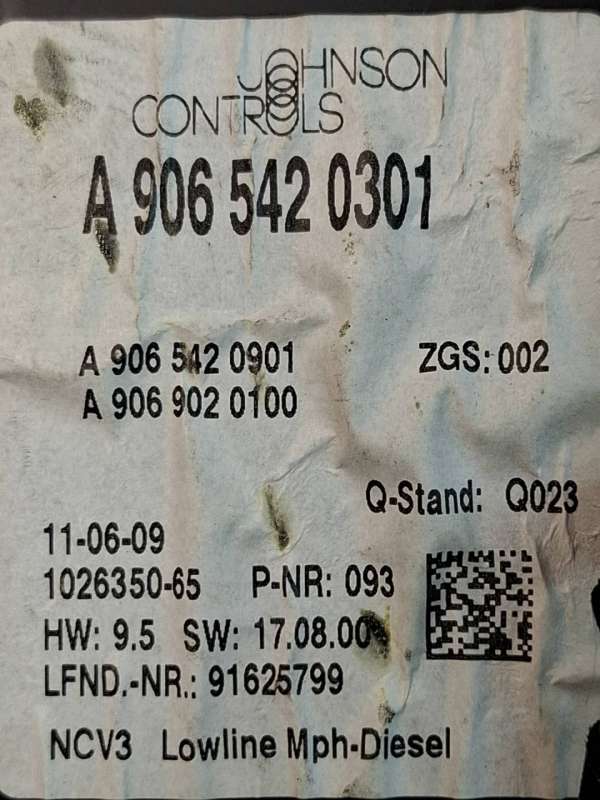 JOHNSON
CONTROLS
A 906 542 0301
A 906 542 0901 ZGS: 002
A 906 902 0100
Q-Stand: Q023
11-06-09
1026350-65 P-NR: 093
HW: 9.5 SW: 17.08.00
LFND.-NR.: 91625799
NCV3 Lowline Mph-Diesel